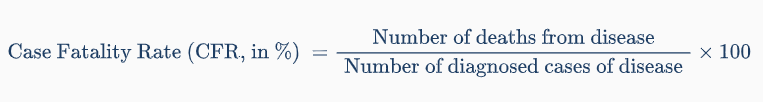 Case Fatality Rate (CFR, in %) = Number of deaths from disease / Number of diagnosed cases of disease × 100